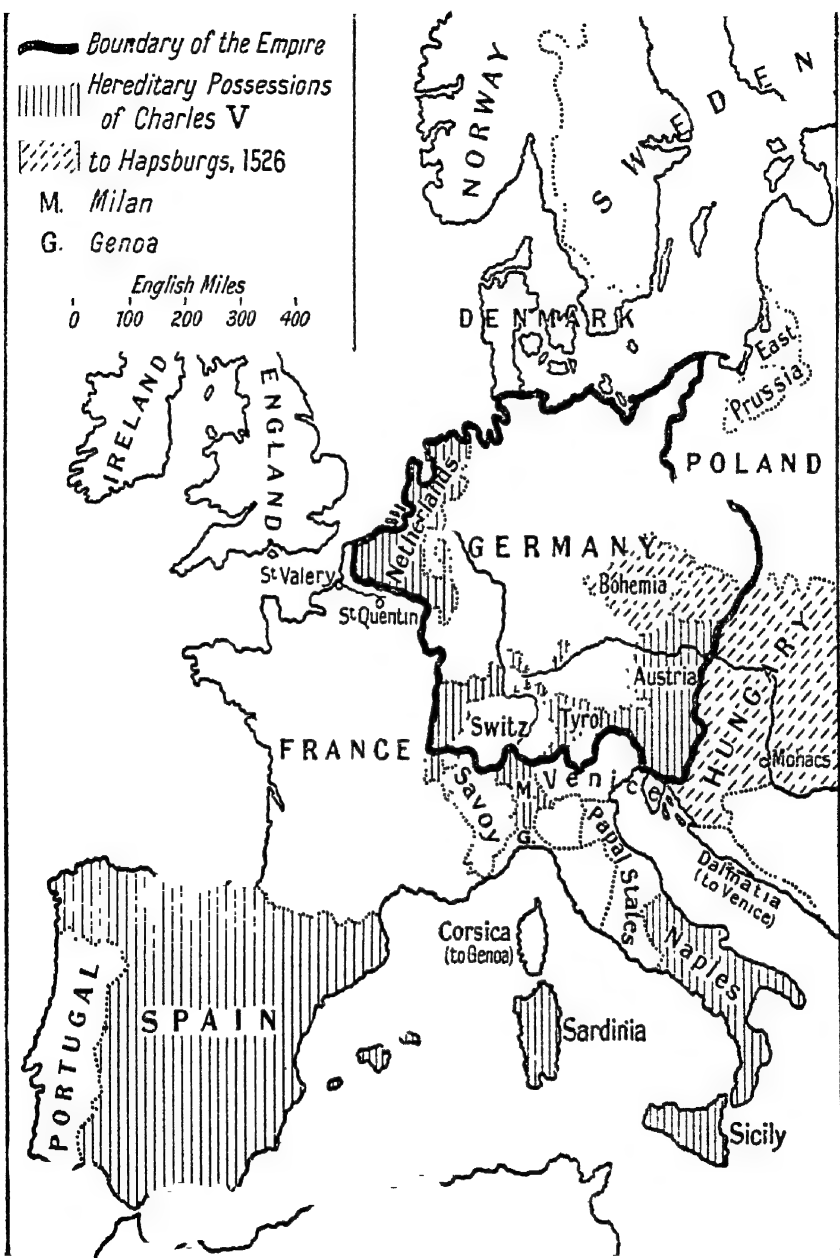 Boundary of the Empire
Hereditary Possessions
of Charles V
to Hapsburgs, 1526
M. Milan
G. Genoa
English Miles
0 100 200 300 400
NORWAY
SWEDEN
DENMARK
East
Prussia
IRELAND
ENGLAND
POLAND
Netherlands
GERMANY
St Valery
St Quentin
Bohemia
Austria
HUNGARY
Switz
Tyrol
FRANCE
Mohacs
Savoy
M.
Venice
G.
Papal States
Dalmatia
(to Venice)
Corsica
(to Genoa)
Naples
PORTUGAL
SPAIN
Sardinia
Sicily